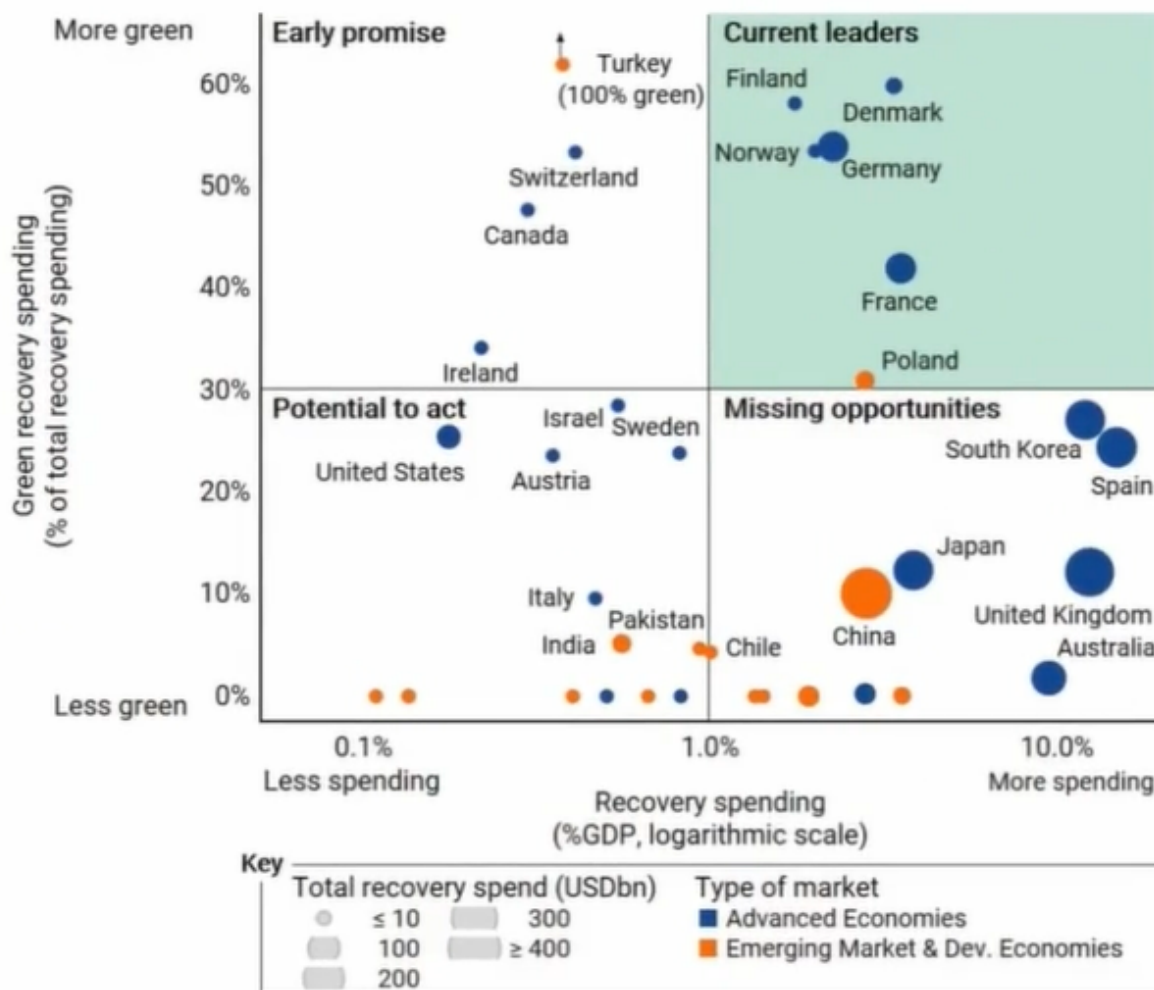 More green
Early promise
Current leaders
Turkey
(100% green)
Finland
Denmark
60%
Norway
Germany
Switzerland
50%
Canada
Green recovery spending
(% of total recovery spending)
40%
France
Poland
Ireland
30%
Potential to act
Missing opportunities
Israel
Sweden
South Korea
United States
Austria
Spain
20%
Japan
10%
Italy
Pakistan
United Kingdom
India
Chile
China
Australia
0%
Less green
0.1%
1.0%
10.0%
Less spending
More spending
Recovery spending
(%GDP, logarithmic scale)
Key
Total recovery spend (USDbn)
Type of market
≤ 10
300
Advanced Economies
100
≥ 400
Emerging Market & Dev. Economies
200